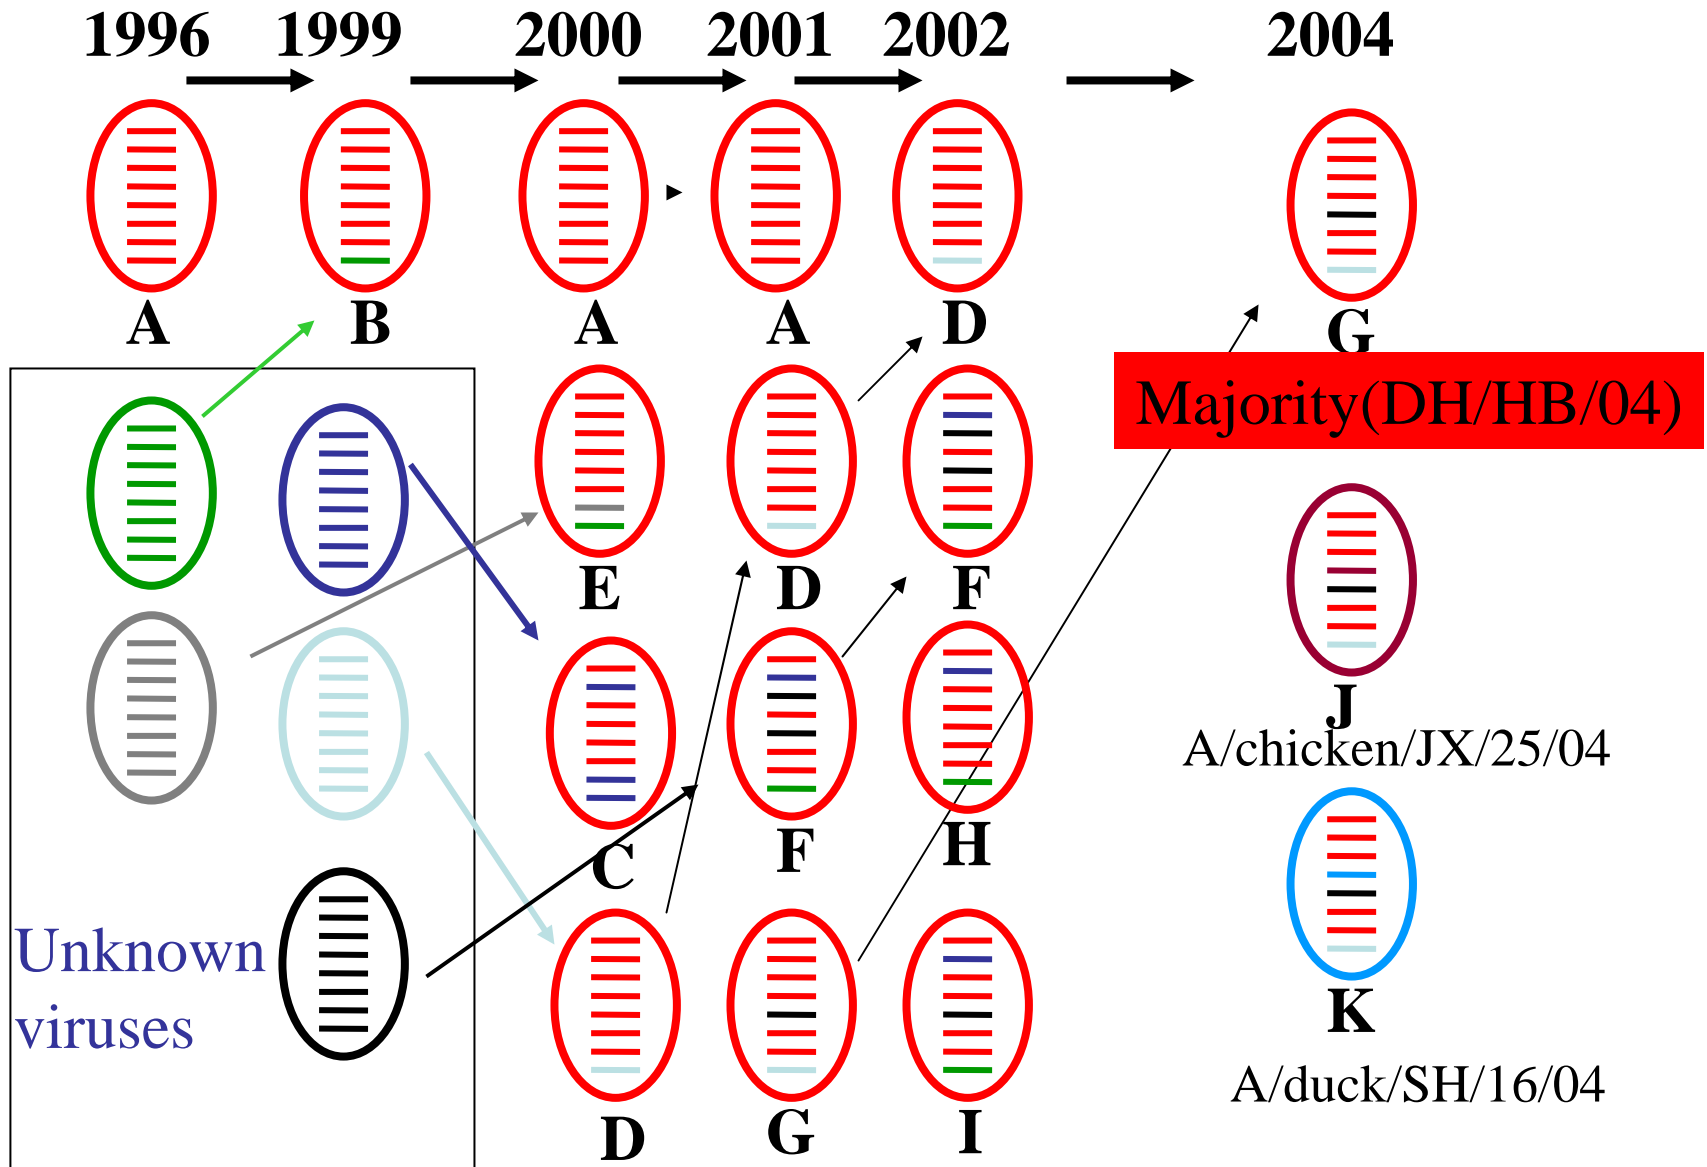 1996 1999 2000 2001 2002 2004
A B A A D G
Majority(DH/HB/04)
E D F
J
A/chicken/JX/25/04
C F H
Unknown
viruses
K
A/duck/SH/16/04
D G I